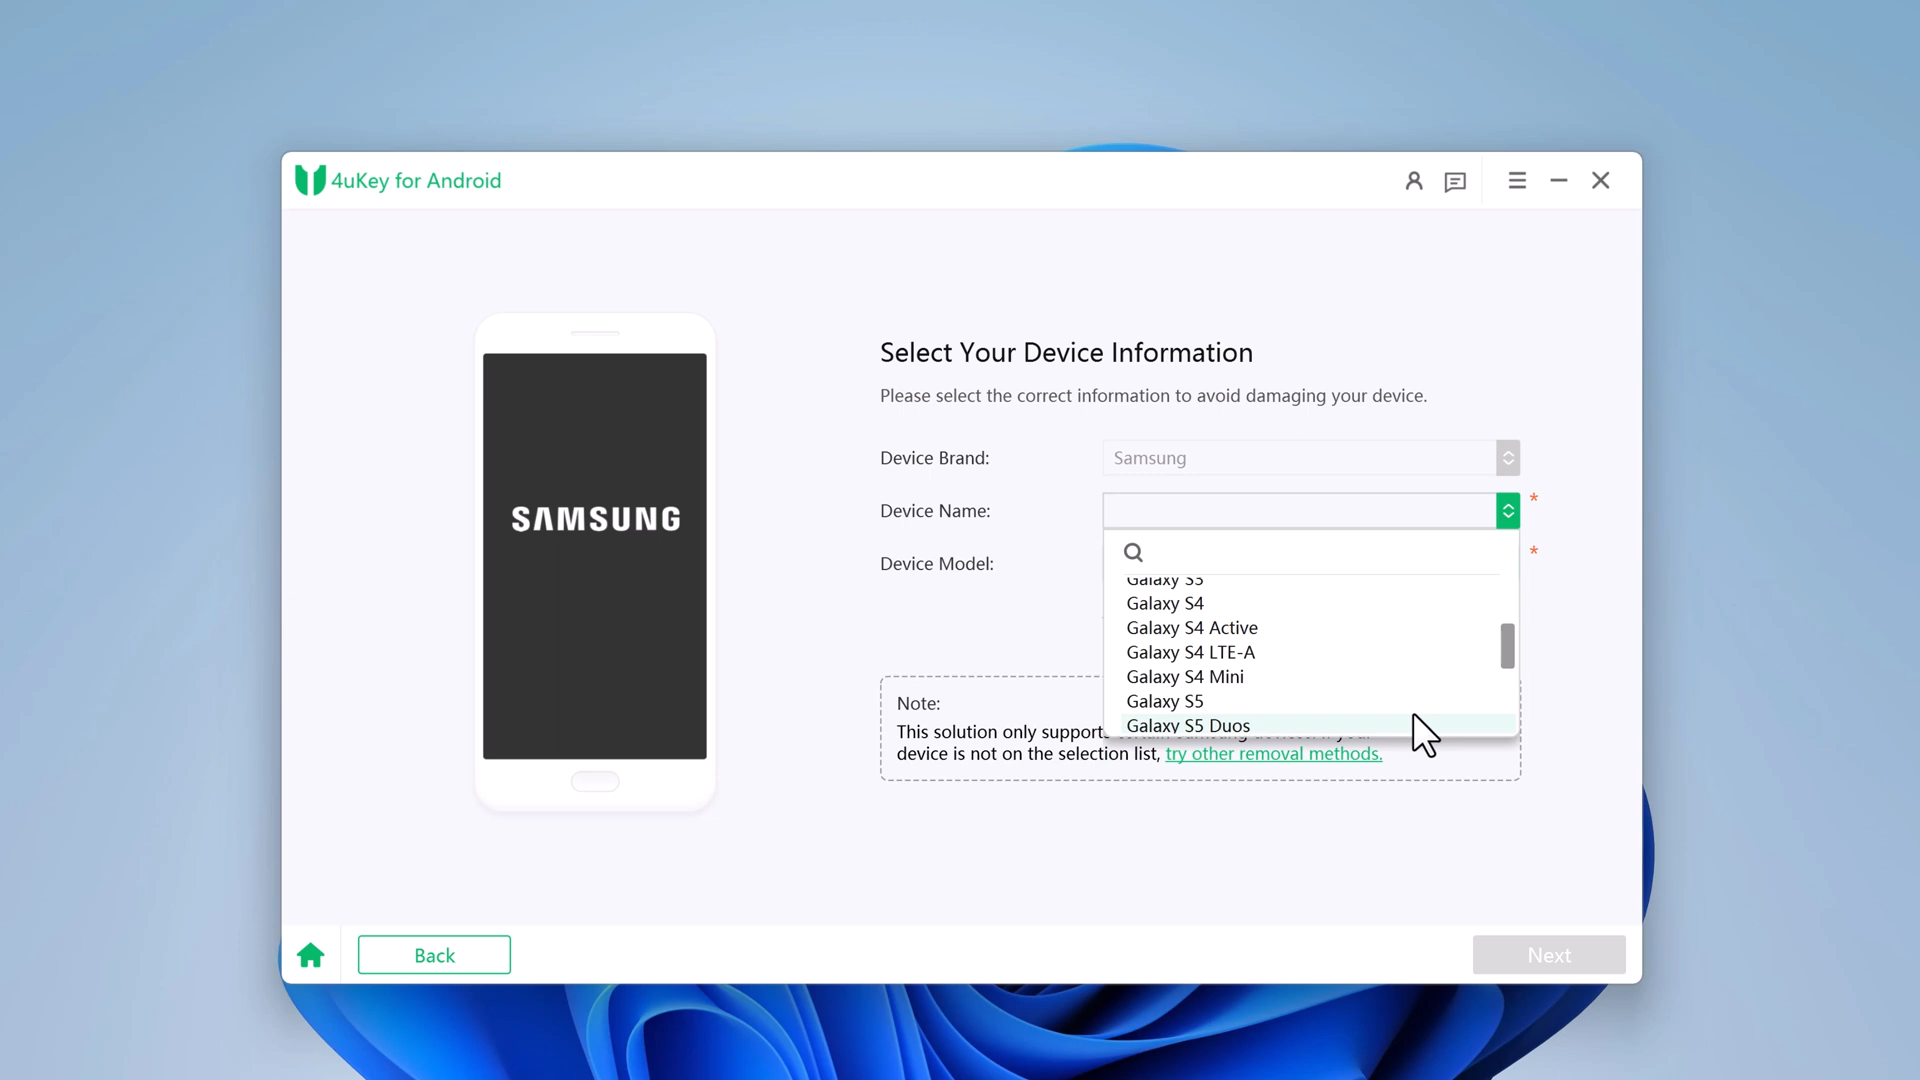 4uKey for Android
Select Your Device Information
Please select the correct information to avoid damaging your device.
Device Brand:
Samsung
Device Name:
*
SAMSUNG
Device Model:
*
Galaxy S3
Galaxy S4
Galaxy S4 Active
Galaxy S4 LTE-A
Galaxy S4 Mini
Galaxy S5
Galaxy S5 Duos
Note:
This solution only supports
device is not on the selection list, try other removal methods.
Back
Next